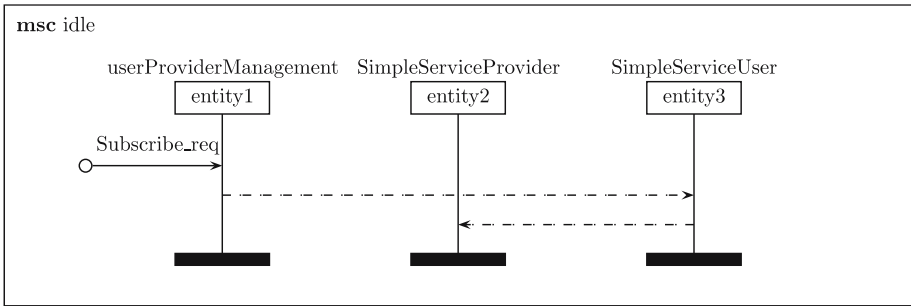 msc idle
userProviderManagement SimpleServiceProvider SimpleServiceUser
entity1 entity2 entity3
Subscribe_req